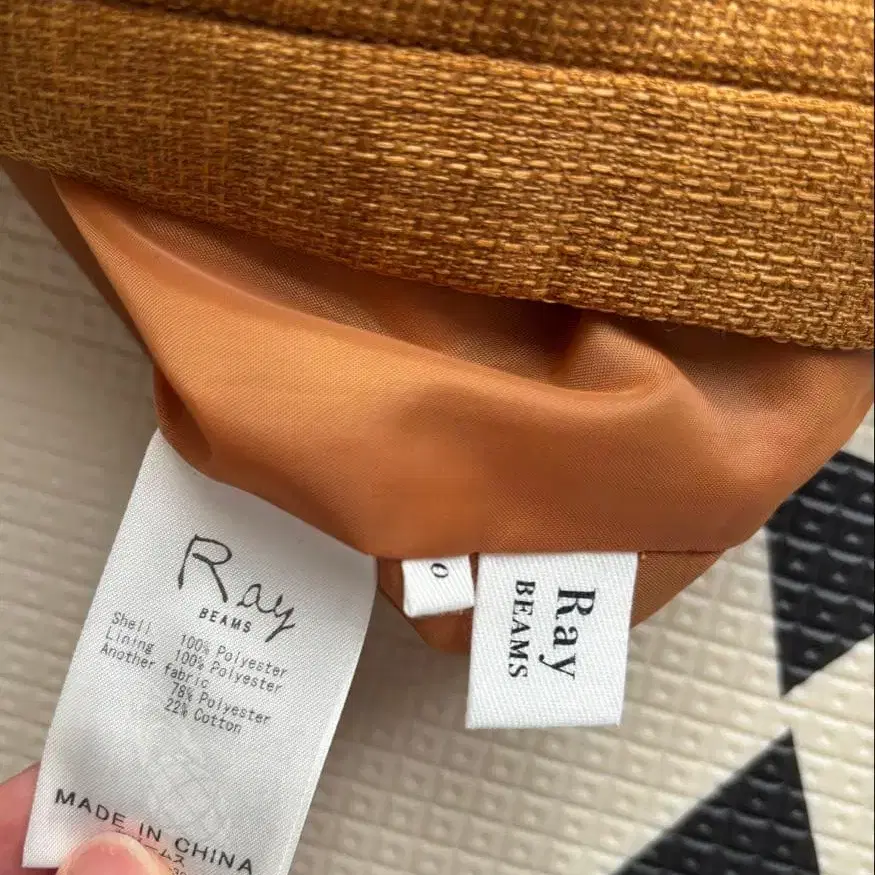 Ray
BEAMS
Shell 100% Polyester
Lining 100% Polyester
Another fabric
78% Polyester
22% Cotton
MADE IN CHINA
0
Ray
BEAMS